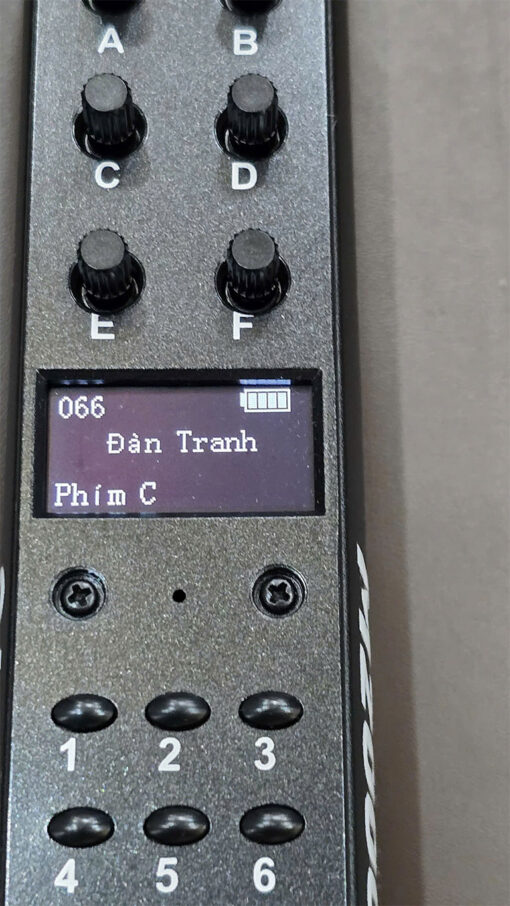 A B
C D
E F
066
Đàn Tranh
Phím C
1 2 3
4 5 6